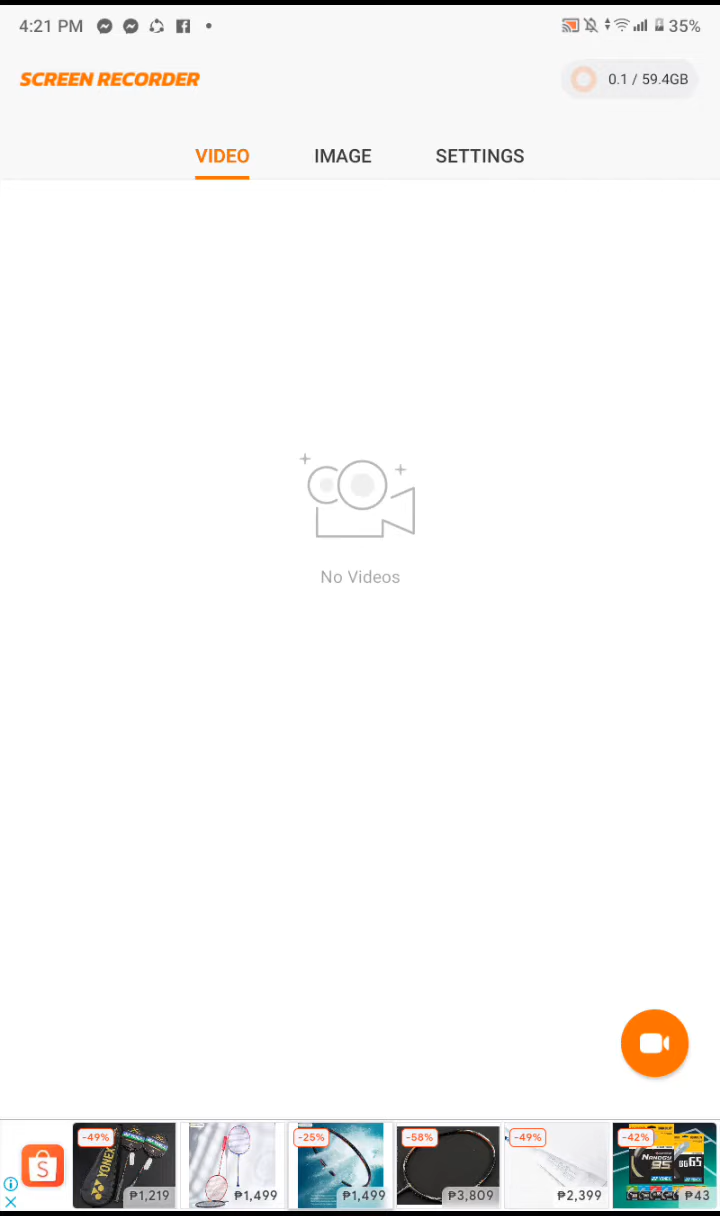 4:21 PM
35%
SCREEN RECORDER
0.1 / 59.4GB
VIDEO
IMAGE
SETTINGS
No Videos
-49%
-25%
-58%
-49%
-42%
YONEX
NANOGY
95
BG65
S
₱1,219
₱1,499
₱1,499
₱3,809
₱2,399
₱43